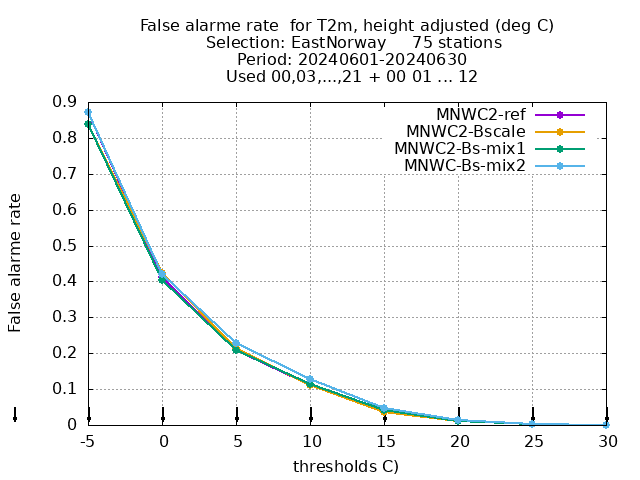 False alarme rate  for T2m, height adjusted (deg C)
Selection: EastNorway     75 stations
Period: 20240601-20240630
Used 00,03,...,21 + 00 01 ... 12
MNWC2-ref
MNWC2-Bscale
MNWC2-Bs-mix1
MNWC-Bs-mix2
0.9
0.8
0.7
0.6
0.5
0.4
0.3
0.2
0.1
0
False alarme rate
-5 0 5 10 15 20 25 30
thresholds C)